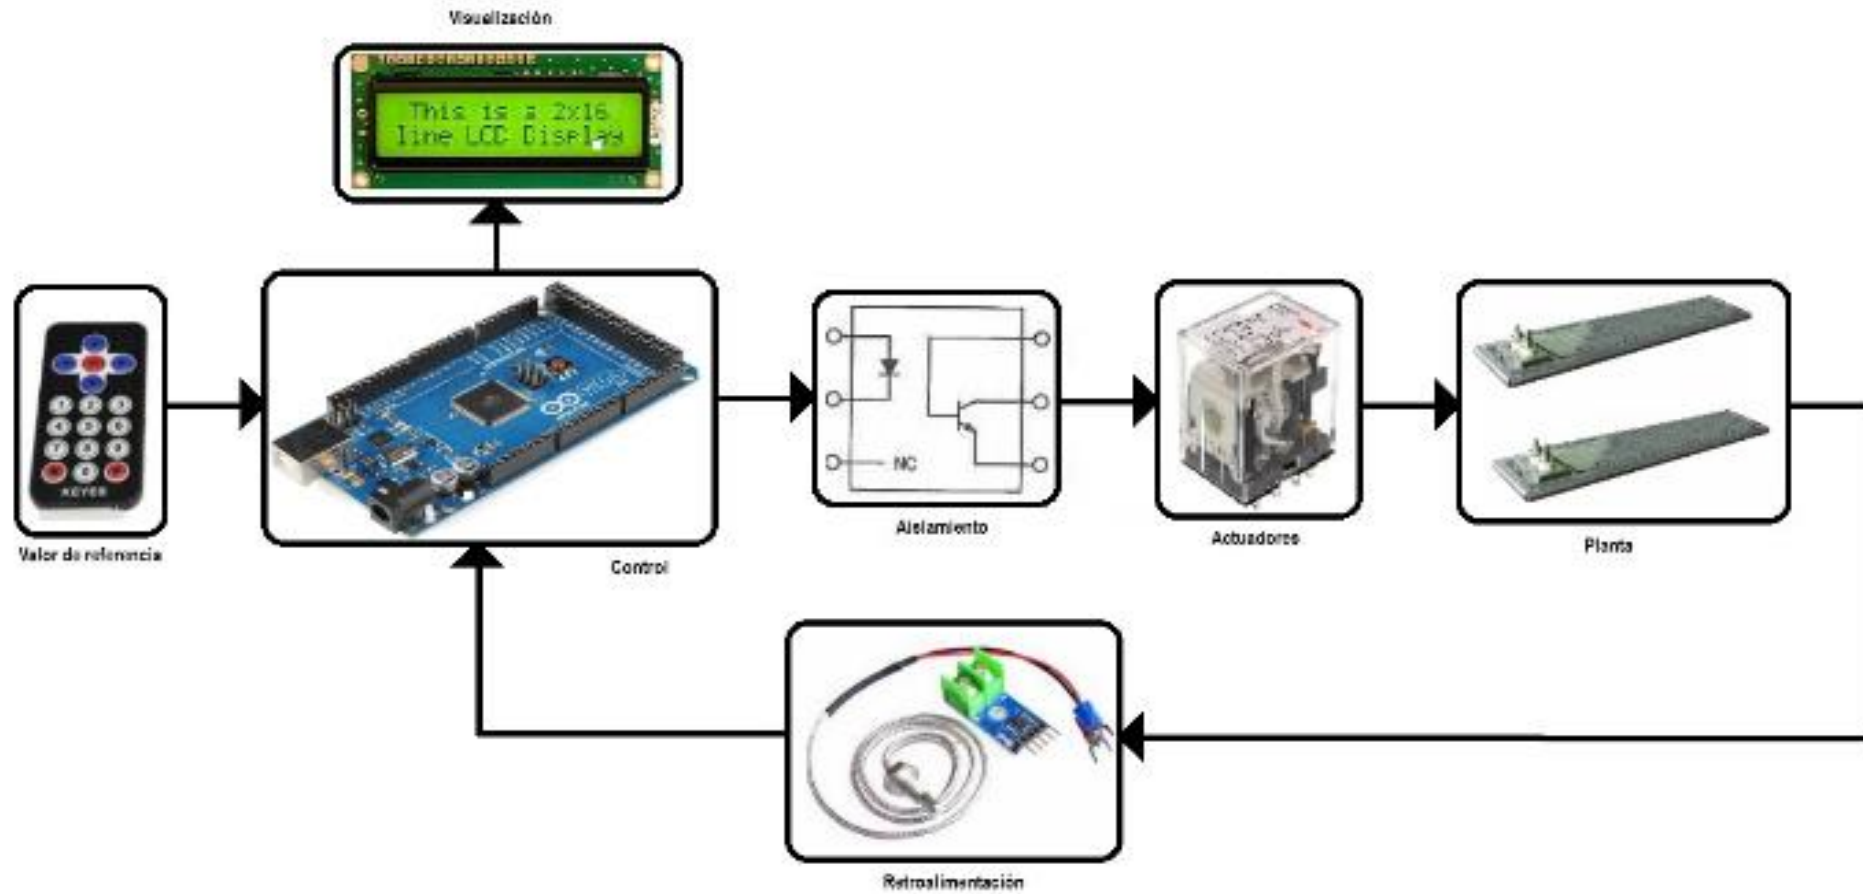 Visualización
This is a 2x16
line LCD Display
Valor de referencia
Control
NC
Aislamiento
Actuadores
Planta
Retroalimentación